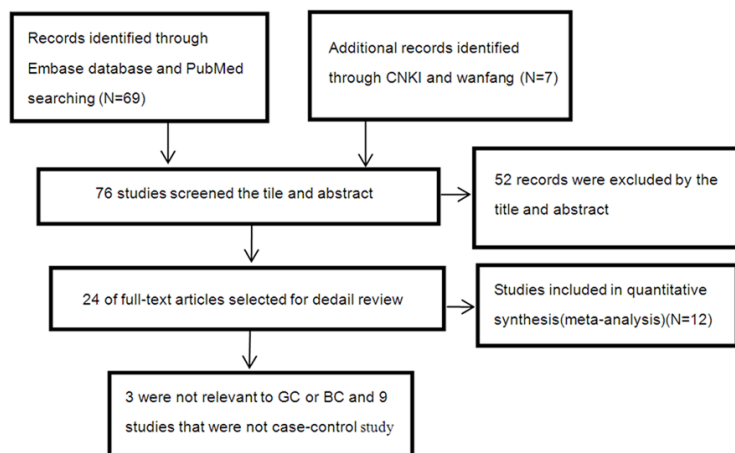 Records identified through
Embase database and PubMed
searching (N=69)
Additional records identified
through CNKI and wanfang (N=7)
76 studies screened the tile and abstract
52 records were excluded by the
title and abstract
24 of full-text articles selected for dedail review
Studies included in quantitative
synthesis(meta-analysis)(N=12)
3 were not relevant to GC or BC and 9
studies that were not case-control study